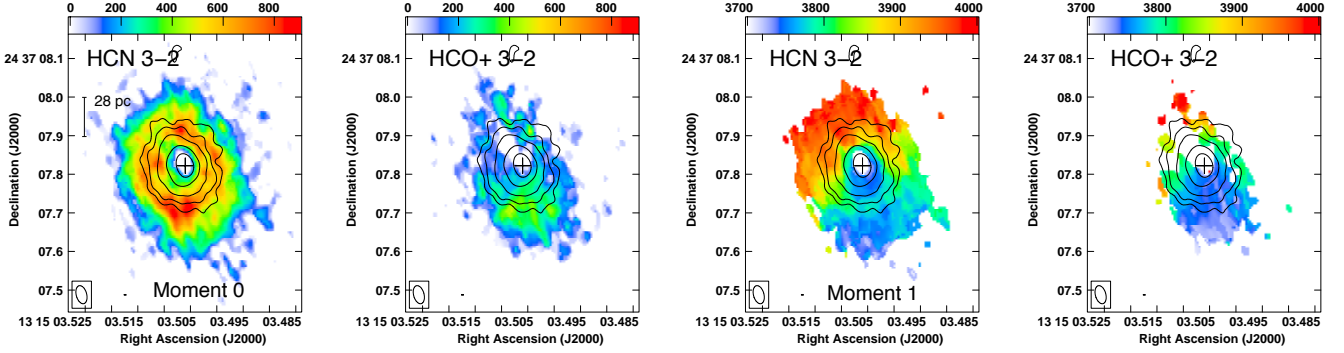 0 200 400 600 800
0 200 400 600 800
3700 3800 3900 4000
3700 3800 3900 4000
HCN 3-2
HCO+ 3-2
HCN 3-2
HCO+ 3-2
24 37 08.1
08.0
07.9
07.8
07.7
07.6
07.5
24 37 08.1
08.0
07.9
07.8
07.7
07.6
07.5
24 37 08.1
08.0
07.9
07.8
07.7
07.6
07.5
24 37 08.1
08.0
07.9
07.8
07.7
07.6
07.5
28 pc
Declination (J2000)
Declination (J2000)
Declination (J2000)
Declination (J2000)
Moment 0
Moment 1
13 15 03.525 03.515 03.505 03.495 03.485
13 15 03.525 03.515 03.505 03.495 03.485
13 15 03.525 03.515 03.505 03.495 03.485
13 15 03.525 03.515 03.505 03.495 03.485
Right Ascension (J2000)
Right Ascension (J2000)
Right Ascension (J2000)
Right Ascension (J2000)